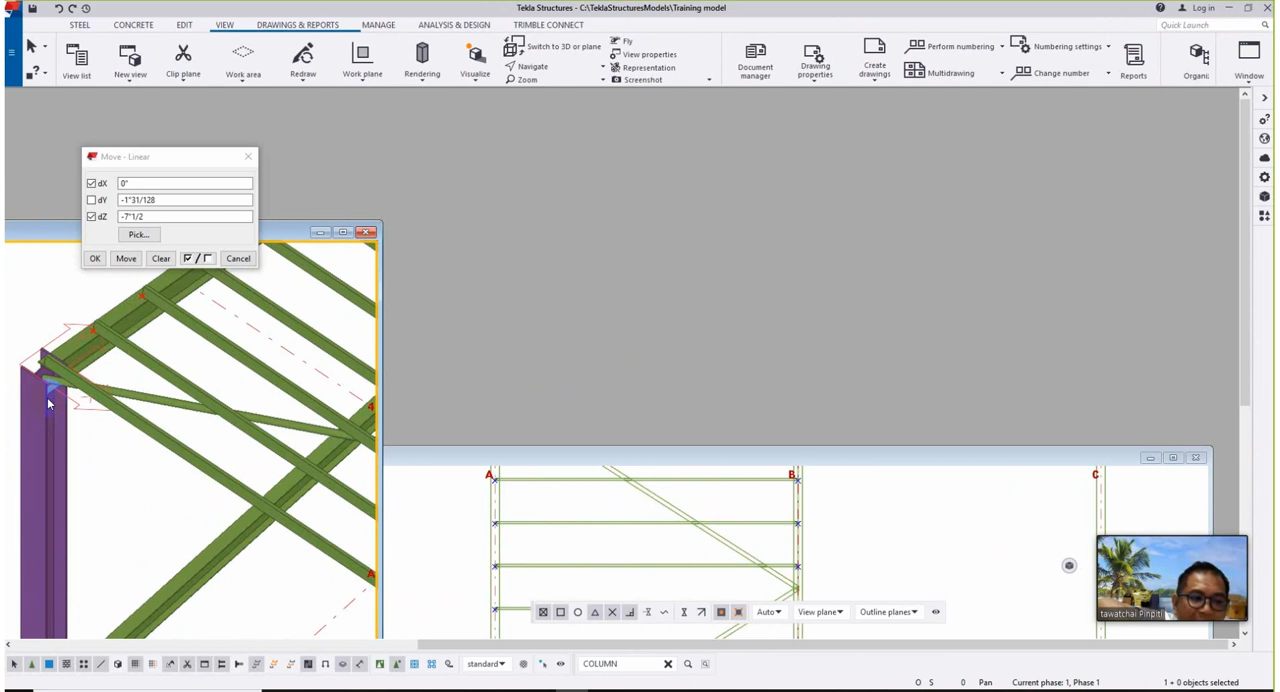 Tekla Structures - C:\TeklaStructuresModels\Training model
Log in
STEEL CONCRETE EDIT VIEW DRAWINGS & REPORTS MANAGE ANALYSIS & DESIGN TRIMBLE CONNECT
Quick Launch
View list
New view
Clip plane
Work area
Redraw
Work plane
Rendering
Visualize
Switch to 3D or plane
Navigate
Zoom
Fly
View properties
Representation
Screenshot
Document manager
Drawing properties
Create drawings
Perform numbering
Multidrawing
Numbering settings
Change number
Reports
Organi
Window
Move - Linear
dX 0"
dY -1"31/128
dZ -7"1/2
Pick...
OK Move Clear / Cancel
4
A
A B C
Auto View plane Outline planes
tawatchai Pinpiti
standard COLUMN
O S 0 Pan Current phase: 1, Phase 1 1 + 0 objects selected